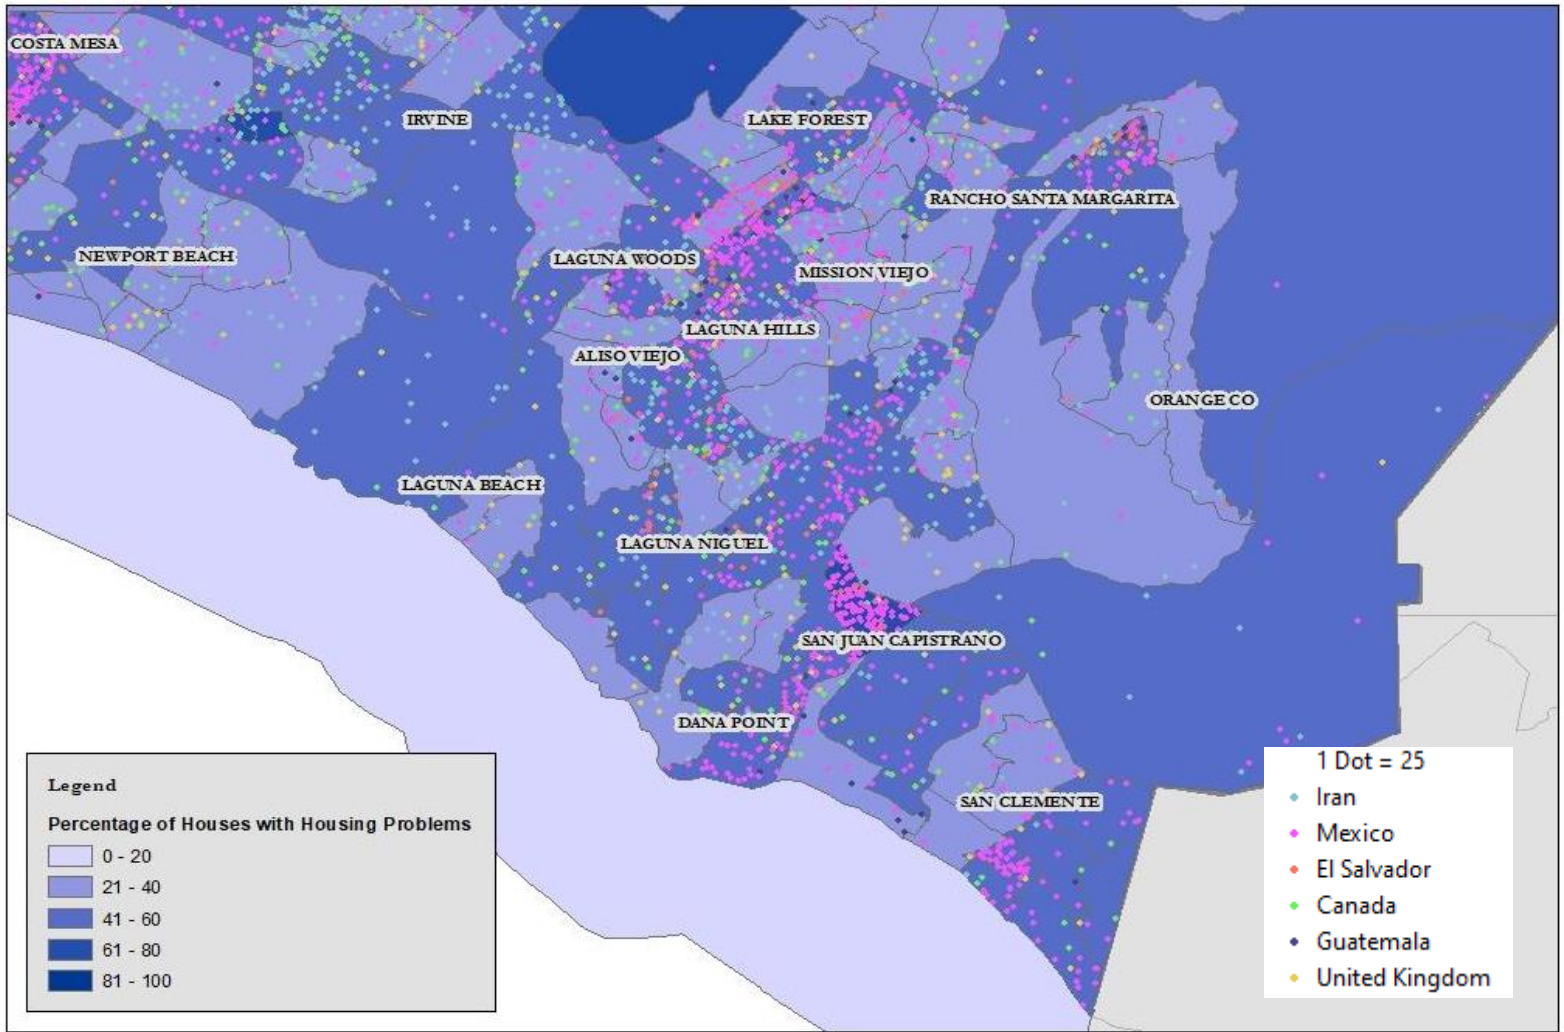 COSTA MESA
IRVINE
LAKE FOREST
RANCHO SANTA MARGARITA
NEWPORT BEACH
LAGUNA WOODS
MISSION VIEJO
LAGUNA HILLS
ALISO VIEJO
ORANGE CO
LAGUNA BEACH
LAGUNA NIGUEL
SAN JUAN CAPISTRANO
DANA POINT
SAN CLEMENTE
Legend
Percentage of Houses with Housing Problems
0 - 20
21 - 40
41 - 60
61 - 80
81 - 100
1 Dot = 25
Iran
Mexico
El Salvador
Canada
Guatemala
United Kingdom